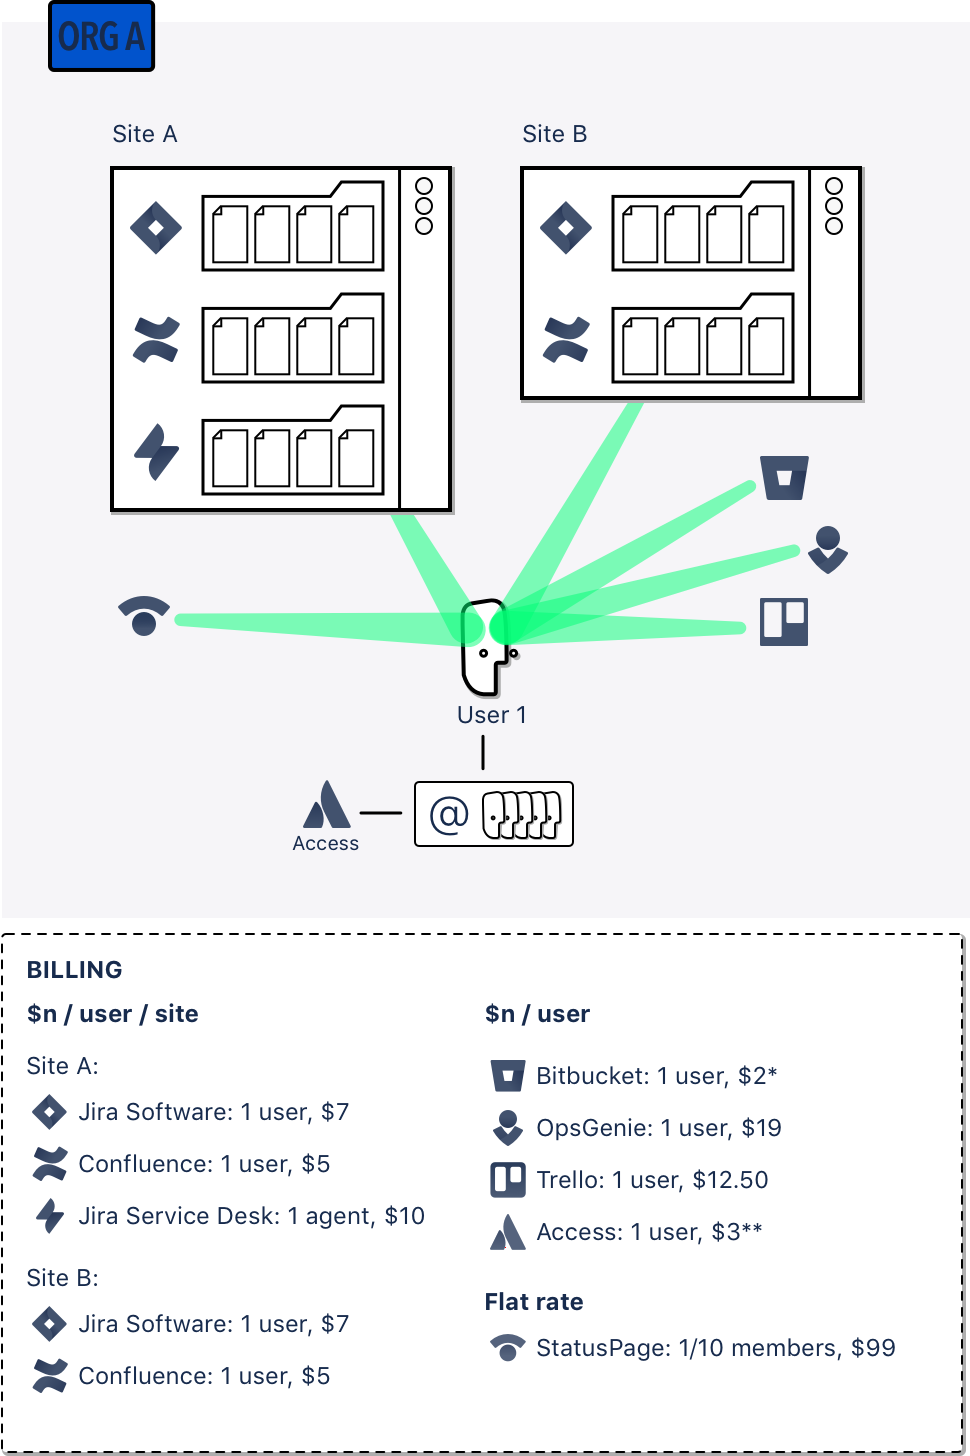 ORG A
Site A
Site B
User 1
@
Access
BILLING
$n / user / site
Site A:
Jira Software: 1 user, $7
Confluence: 1 user, $5
Jira Service Desk: 1 agent, $10
Site B:
Jira Software: 1 user, $7
Confluence: 1 user, $5
$n / user
Bitbucket: 1 user, $2*
OpsGenie: 1 user, $19
Trello: 1 user, $12.50
Access: 1 user, $3**
Flat rate
StatusPage: 1/10 members, $99